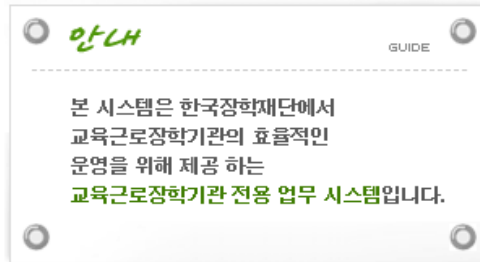 안내
GUIDE
본 시스템은 한국장학재단에서
교육근로장학기관의 효율적인
운영을 위해 제공 하는
교육근로장학기관 전용 업무 시스템입니다.